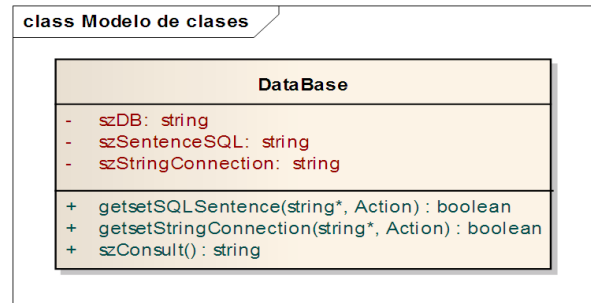 class Modelo de clases
DataBase
- szDB: string
- szSentenceSQL: string
- szStringConnection: string
+ getsetSQLSentence(string*, Action) : boolean
+ getsetStringConnection(string*, Action) : boolean
+ szConsult() : string